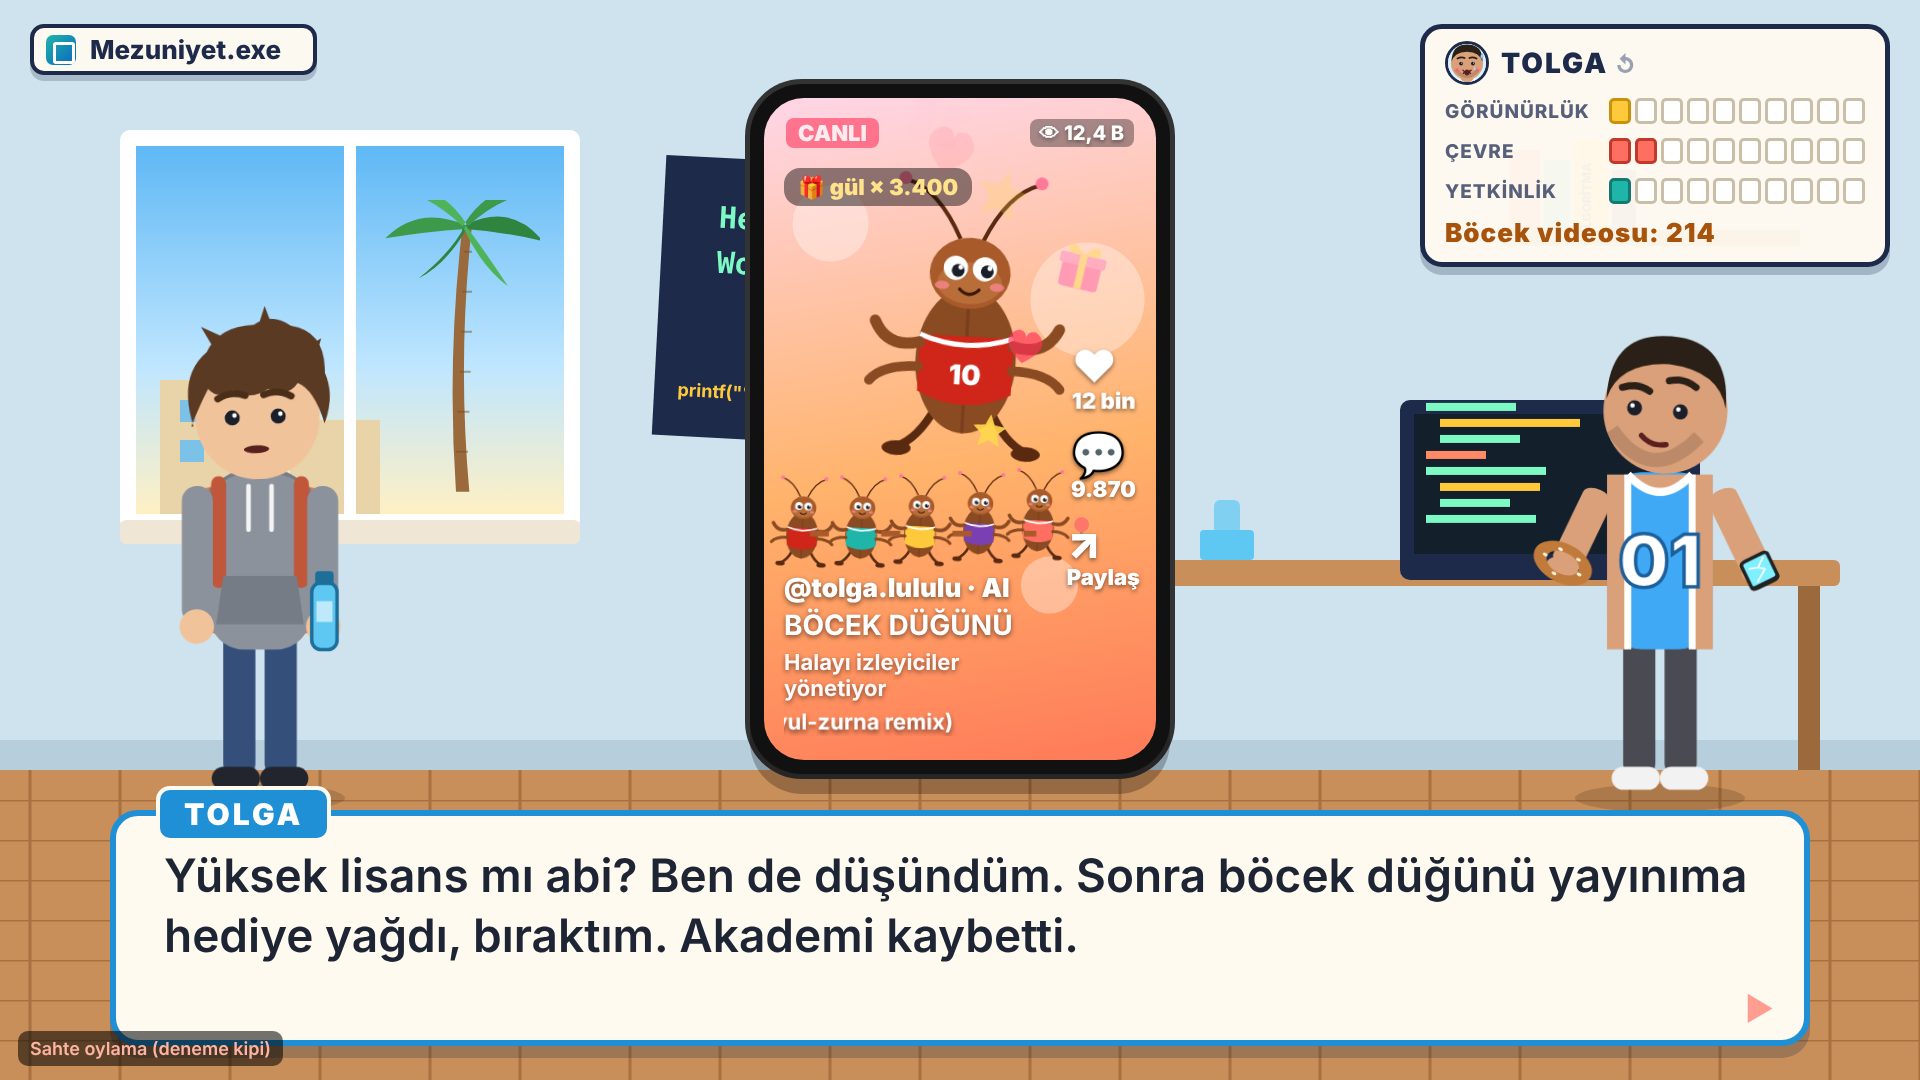 Mezuniyet.exe
TOLGA
GÖRÜNÜRLÜK
ÇEVRE
YETKİNLİK
Böcek videosu: 214
CANLI
12,4 B
gül × 3.400
printf("
10
12 bin
9.870
Paylaş
@tolga.lululu · AI
BÖCEK DÜĞÜNÜ
Halayı izleyiciler
yönetiyor
ul-zurna remix)
01
TOLGA
Yüksek lisans mı abi? Ben de düşündüm. Sonra böcek düğünü yayınıma
hediye yağdı, bıraktım. Akademi kaybetti.
Sahte oylama (deneme kipi)